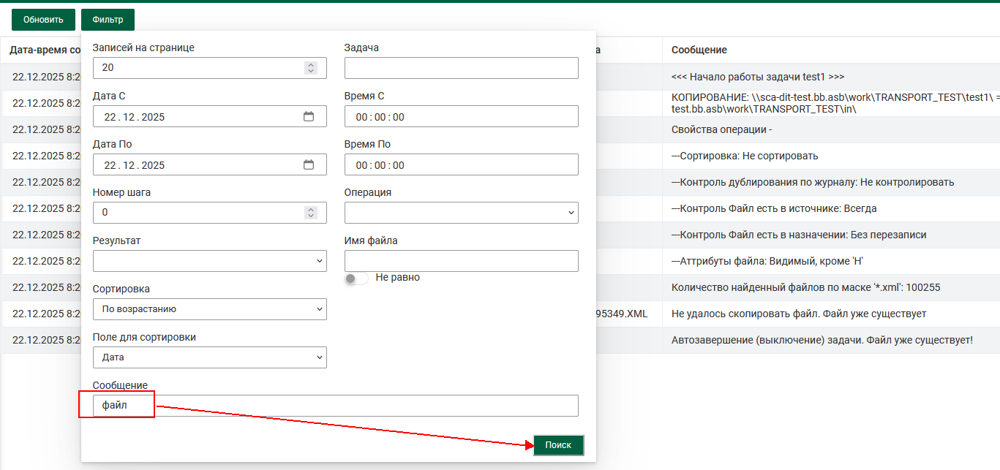 Обновить
Фильтр
Дата-время со
а
Сообщение
22.12.2025 8:2
<<< Начало работы задачи test1 >>>
22.12.2025 8:2
КОПИРОВАНИЕ: \\sca-dit-test.bb.asb\work\TRANSPORT_TEST\test1\ =
test.bb.asb\work\TRANSPORT_TEST\in\
22.12.2025 8:2
Свойства операции -
22.12.2025 8:2
---Сортировка: Не сортировать
22.12.2025 8:2
---Контроль дублирования по журналу: Не контролировать
22.12.2025 8:2
---Контроль Файл есть в источнике: Всегда
22.12.2025 8:2
---Контроль Файл есть в назначении: Без перезаписи
22.12.2025 8:2
---Аттрибуты файла: Видимый, кроме 'H'
22.12.2025 8:2
Количество найденный файлов по маске '*.xml': 100255
22.12.2025 8:2
95349.XML
Не удалось скопировать файл. Файл уже существует
22.12.2025 8:2
Автозавершение (выключение) задачи. Файл уже существует!
Записей на странице
20
Задача
Дата С
22.12.2025
Время С
00:00:00
Дата По
22.12.2025
Время По
00:00:00
Номер шага
0
Операция
Результат
Имя файла
Не равно
Сортировка
По возрастанию
Поле для сортировки
Дата
Сообщение
файл
Поиск